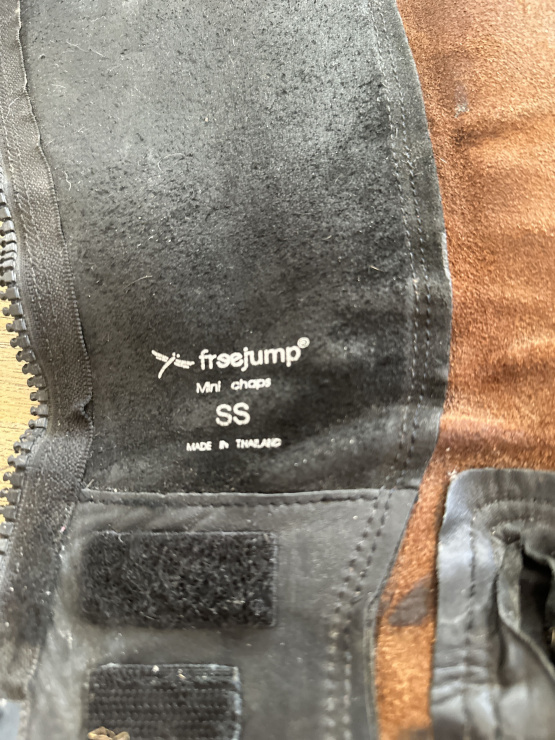 freejump®
Mini chaps
SS
MADE IN THAILAND